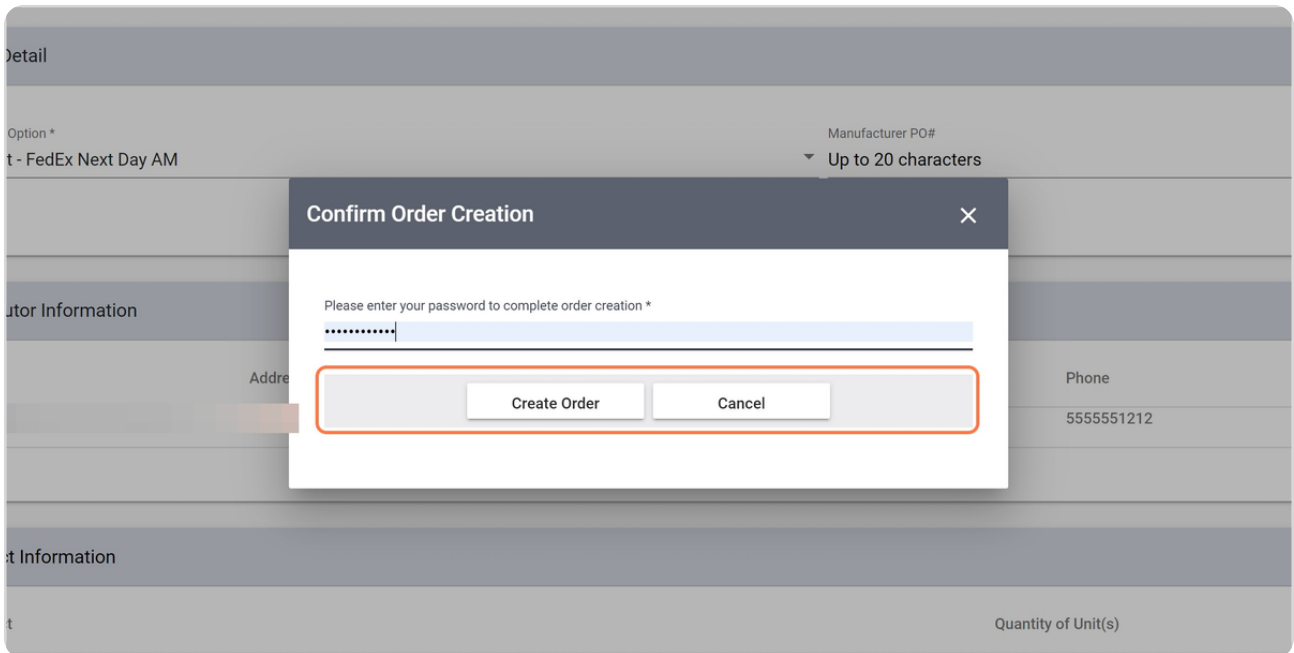 Detail
Option *
t - FedEx Next Day AM
Manufacturer PO#
Up to 20 characters
Confirm Order Creation
Please enter your password to complete order creation *
••••••••••••
Create Order
Cancel
utor Information
Addre
Phone
5555551212
ct Information
t
Quantity of Unit(s)